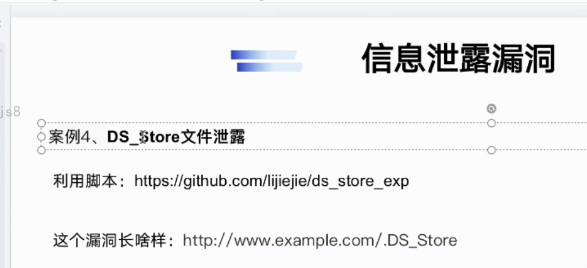 信息泄露漏洞
js8
案例4、DS_Store文件泄露
利用脚本：https://github.com/lijiejie/ds_store_exp
这个漏洞长啥样：http://www.example.com/.DS_Store